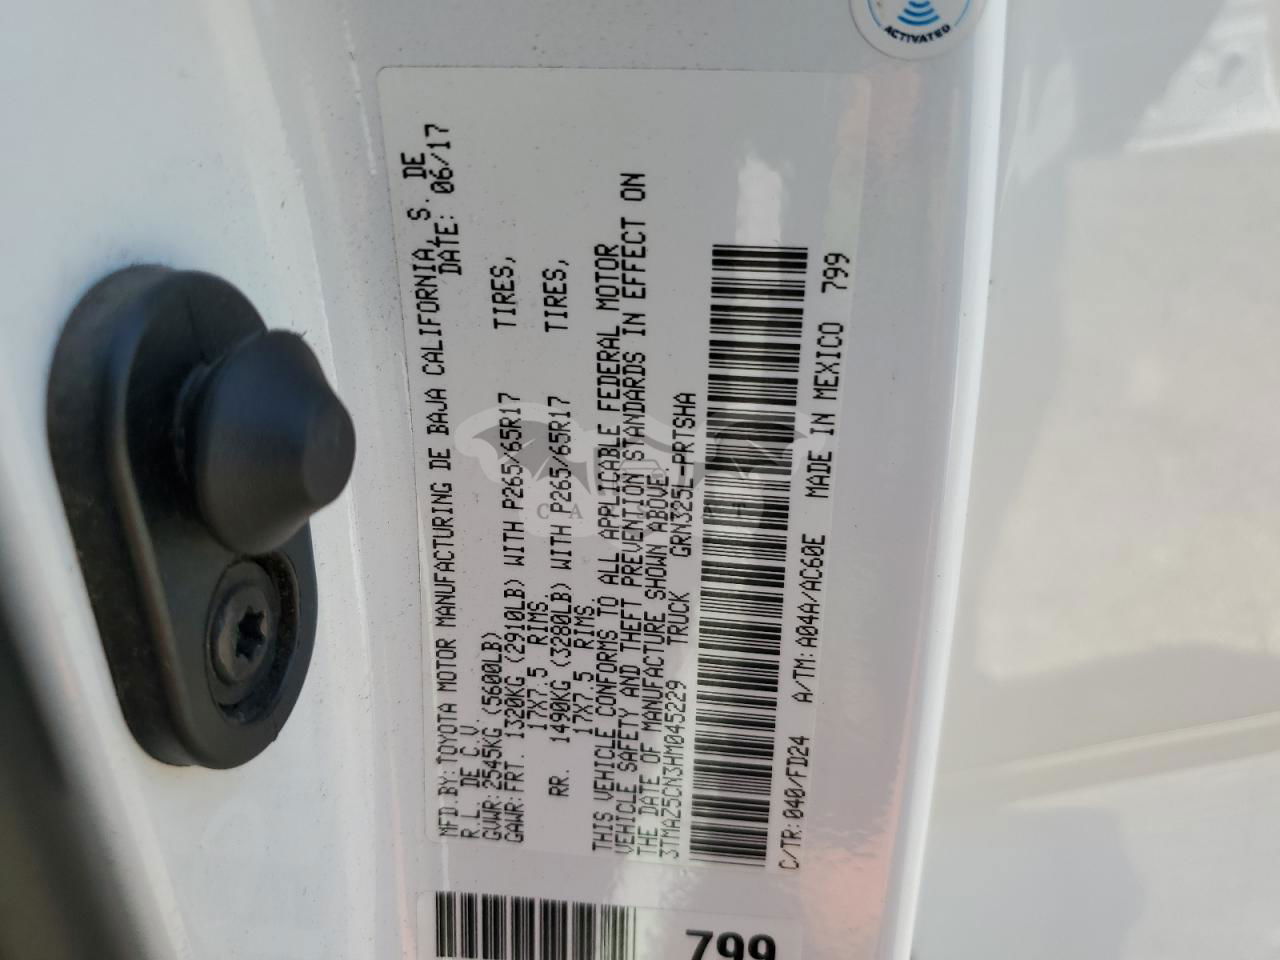 ACTIVATED
MFD.BY:TOYOTA MOTOR MANUFACTURING DE BAJA CALIFORNIA, S. DE
R.L. DE C.V. DATE: 06/17
GVWR:2545KG (5600LB)
GAWR:FRT. 1320KG (2910LB) WITH P265/65R17 TIRES,
17X7.5 RIMS.
RR. 1490KG (3280LB) WITH P265/65R17 TIRES,
17X7.5 RIMS.
THIS VEHICLE CONFORMS TO ALL APPLICABLE FEDERAL MOTOR
VEHICLE SAFETY AND THEFT PREVENTION STANDARDS IN EFFECT ON
THE DATE OF MANUFACTURE SHOWN ABOVE.
3TMAZ5CN3HM045229 TRUCK GRN325L-PRTSHA
C/TR:040/FD24 A/TM:A04A/AC60E MADE IN MEXICO 799
799